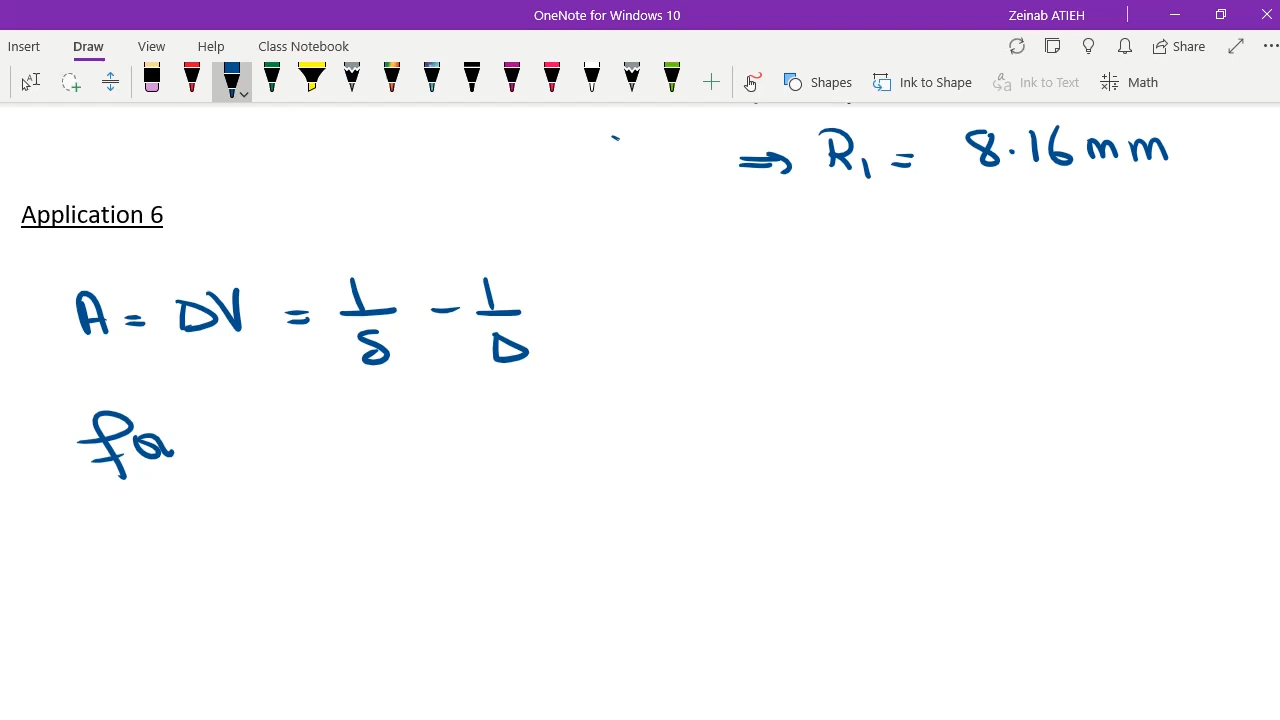 OneNote for Windows 10
Zeinab ATIEH
Insert Draw View Help Class Notebook
Share
Shapes Ink to Shape Ink to Text Math
⇒ R₁ = 8.16 mm
Application 6
A = DV = 1/δ - 1/D